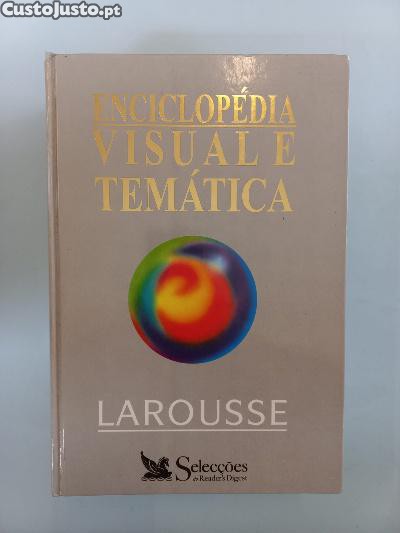 CustoJusto.pt
ENCICLOPÉDIA
VISUAL E
TEMÁTICA
LAROUSSE
Selecções
do Reader's Digest